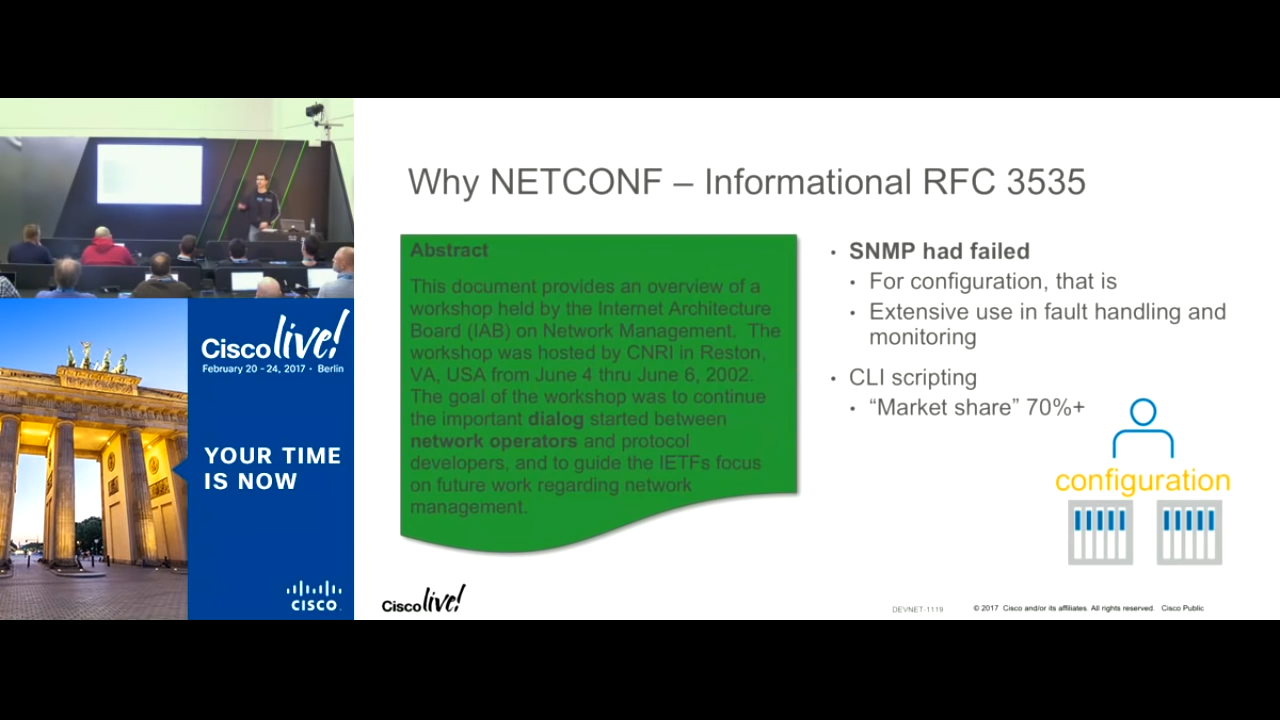 Why NETCONF – Informational RFC 3535
Abstract
This document provides an overview of a
workshop held by the Internet Architecture
Board (IAB) on Network Management.  The
workshop was hosted by CNRI in Reston,
VA, USA from June 4 thru June 6, 2002.
The goal of the workshop was to continue
the important dialog started between
network operators and protocol
developers, and to guide the IETFs focus
on future work regarding network
management.
• SNMP had failed
• For configuration, that is
• Extensive use in fault handling and
monitoring
• CLI scripting
• “Market share” 70%+
configuration
Cisco live!
February 20 - 24, 2017 • Berlin
YOUR TIME
IS NOW
CISCO.
Cisco live!
DEVNET-1119
© 2017 Cisco and/or its affiliates. All rights reserved. Cisco Public